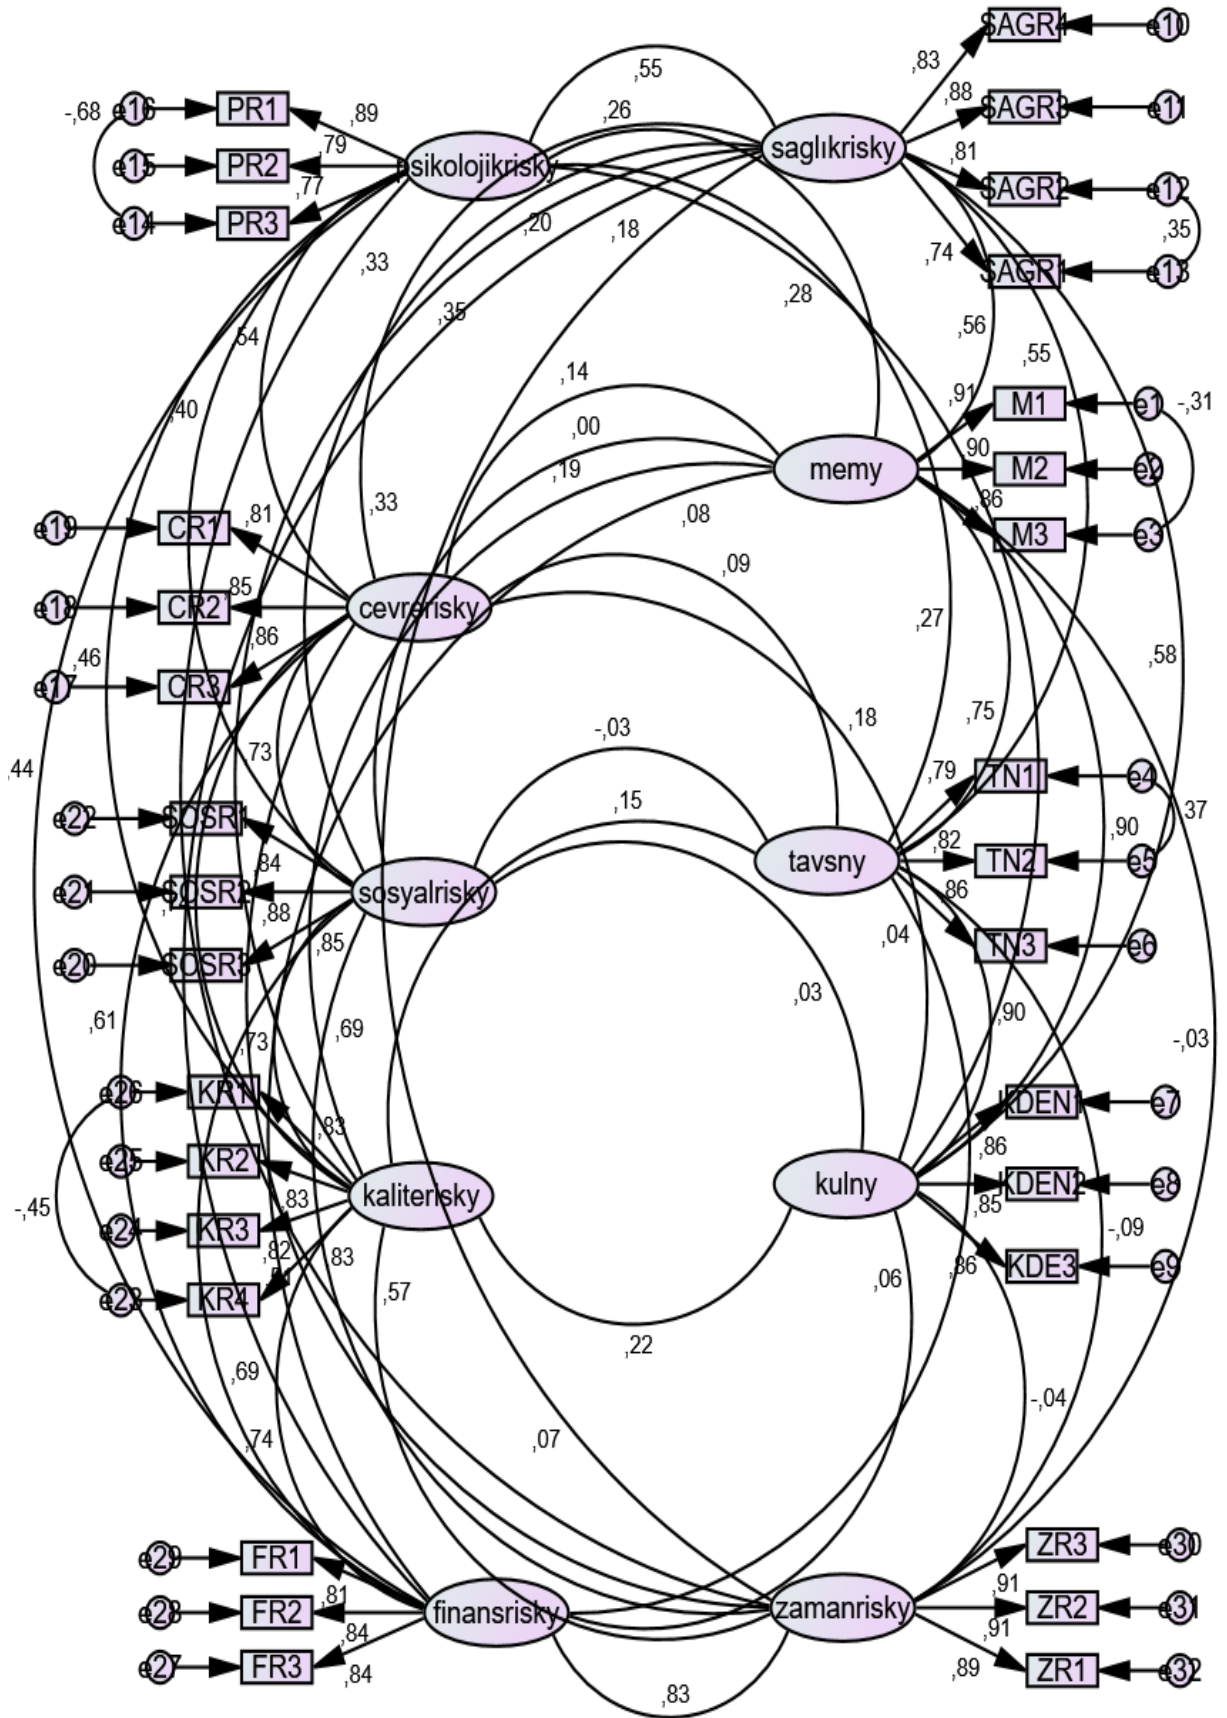 SAGR4
e10
,83
,55
-,68
e16
PR1
,89
,26
saglıkrisky
,88
SAGR3
e11
e15
PR2
,79
sikolojikrisky
,81
SAGR2
e12
e14
PR3
,77
,20
,18
,35
,74
SAGR1
e13
,33
,28
,54
,35
,56
,55
,14
,40
,00
,91
M1
e1
-,31
,19
memy
,90
M2
e2
,33
,08
,86
M3
e3
e19
CR1
,81
,09
e18
CR2
,85
cevrerisky
,27
,46
,86
,58
e17
CR3
,73
-,03
,18
,75
,44
,79
TN1
e4
,15
,37
e22
SOSR1
,84
,82
,90
TN2
e5
tavsny
e21
SOSR2
,88
sosyalrisky
,86
e20
SOSR3
,85
,04
TN3
e6
,61
,73
,69
,03
,90
-,03
e26
KR1
,83
KDEN1
e7
e25
KR2
,86
kaliterisky
kulny
KDEN2
e8
-,45
e24
KR3
,83
,85
,82
,83
-,09
e23
KR4
,57
,06
,86
KDE3
e9
,22
,69
,74
,07
-,04
e29
FR1
ZR3
e30
,81
,91
e28
FR2
finansrisky
zamanrisky
ZR2
e31
,84
,91
e27
FR3
,84
,89
ZR1
e32
,83